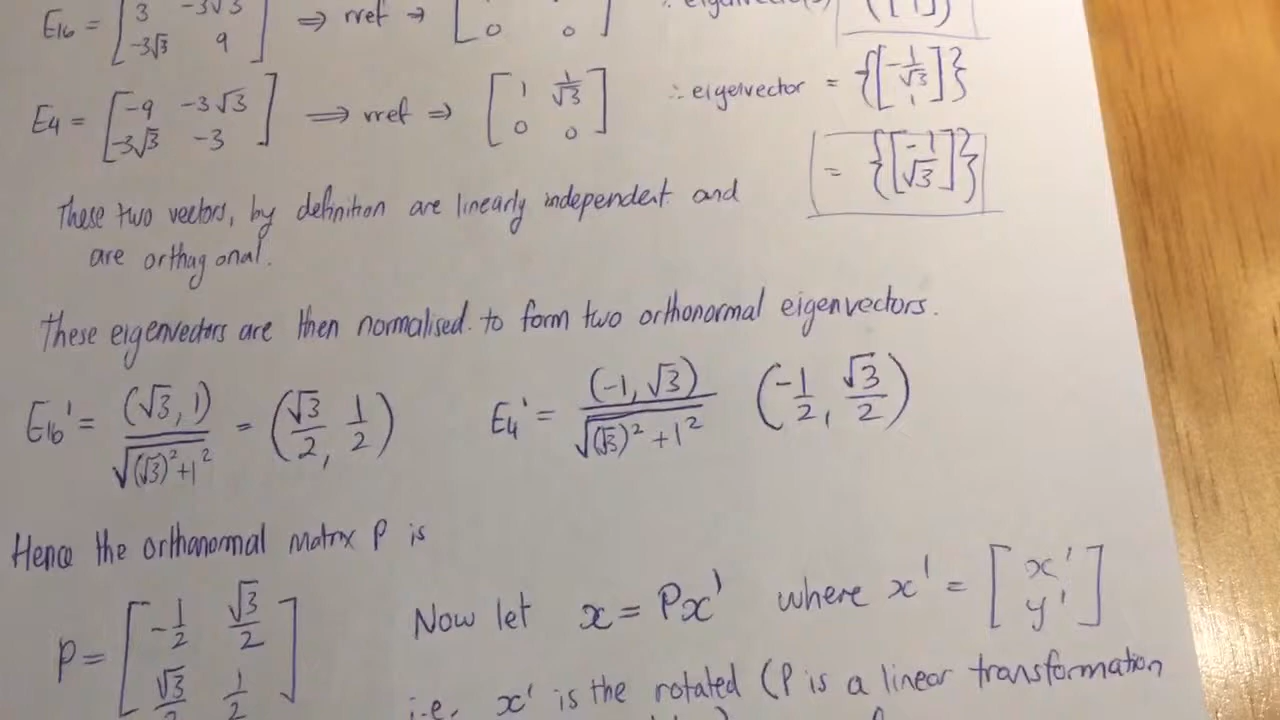 E16 = [3 -3√3; -3√3 9] ⇒ rref ⇒ [0 0]
E4 = [-9 -3√3; -3√3 -3] ⇒ rref ⇒ [1 1/√3; 0 0] ∴ eigenvector = {[-1/√3; 1]}
= {[-1; √3]}
These two vectors, by definition are linearly independent and
are orthagonal.
These eigenvectors are then normalised to form two orthonormal eigenvectors.
E16' = (√3, 1)/√((√3)²+1²) = (√3/2, 1/2) E4' = (-1, √3)/√((√3)²+1²) (-1/2, √3/2)
Hence the orthanormal matrix P is
P = [-1/2 √3/2; √3/2 1/2] Now let x = Px' where x' = [x'; y']
i.e. x' is the rotated (P is a linear transformation